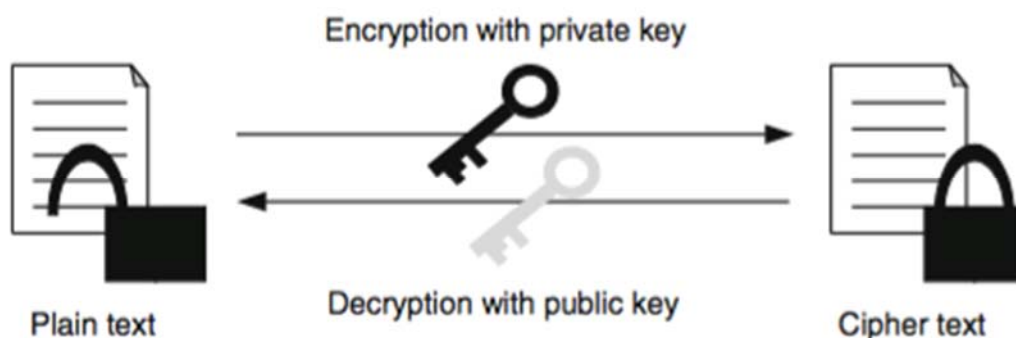 Encryption with private key
Decryption with public key
Plain text
Cipher text